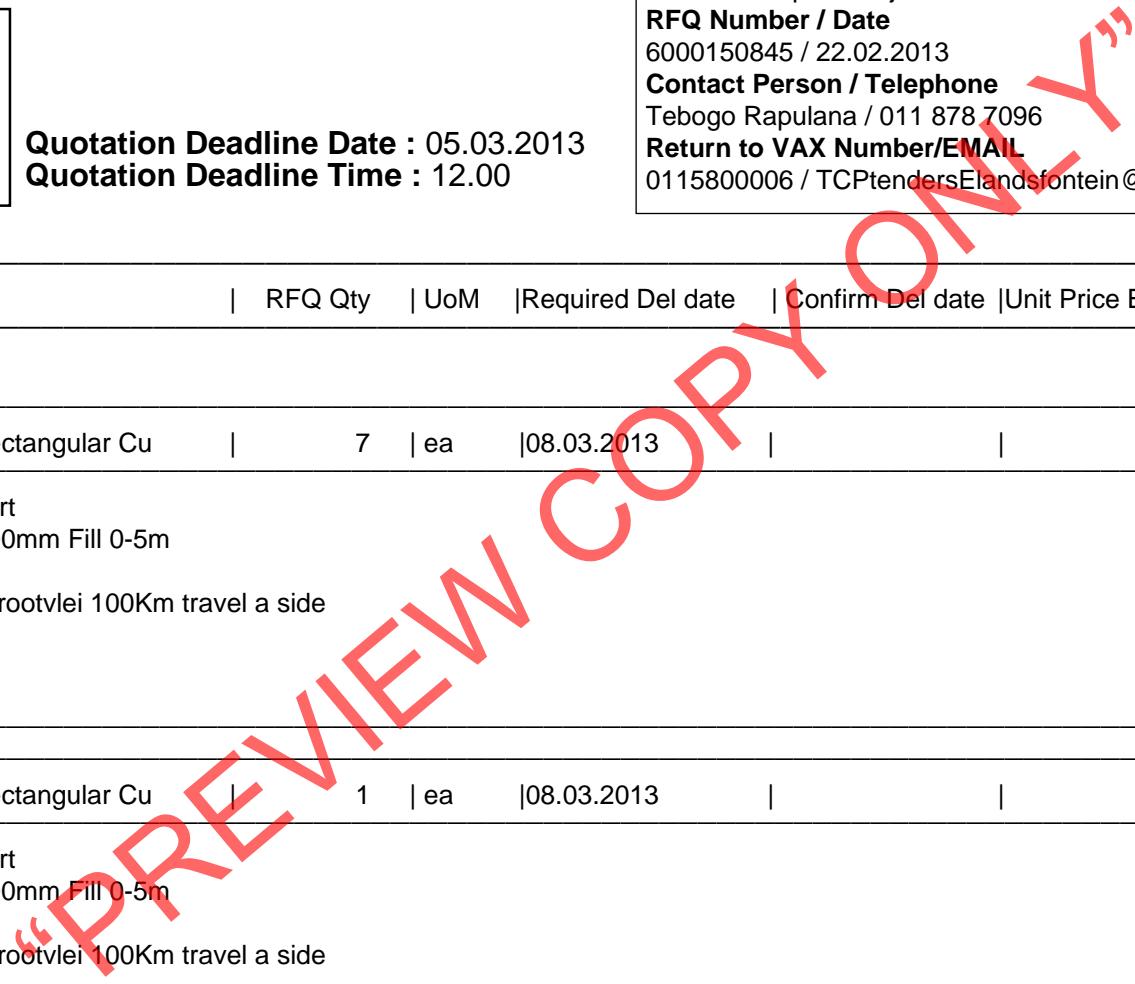 RFQ Number / Date
6000150845 / 22.02.2013
Contact Person / Telephone
Tebogo Rapulana / 011 878 7096
Return to VAX Number/EMAIL
0115800006 / TCPtendersElandsfontein@
Quotation Deadline Date : 05.03.2013
Quotation Deadline Time : 12.00
| RFQ Qty | UoM |Required Del date | Confirm Del date |Unit Price E
ctangular Cu | 7 | ea |08.03.2013 | |
rt
0mm Fill 0-5m
rootvlei 100Km travel a side
ctangular Cu | 1 | ea |08.03.2013 | |
rt
0mm Fill 0-5m
rootvlei 100Km travel a side
“PREVIEW COPY ONLY”